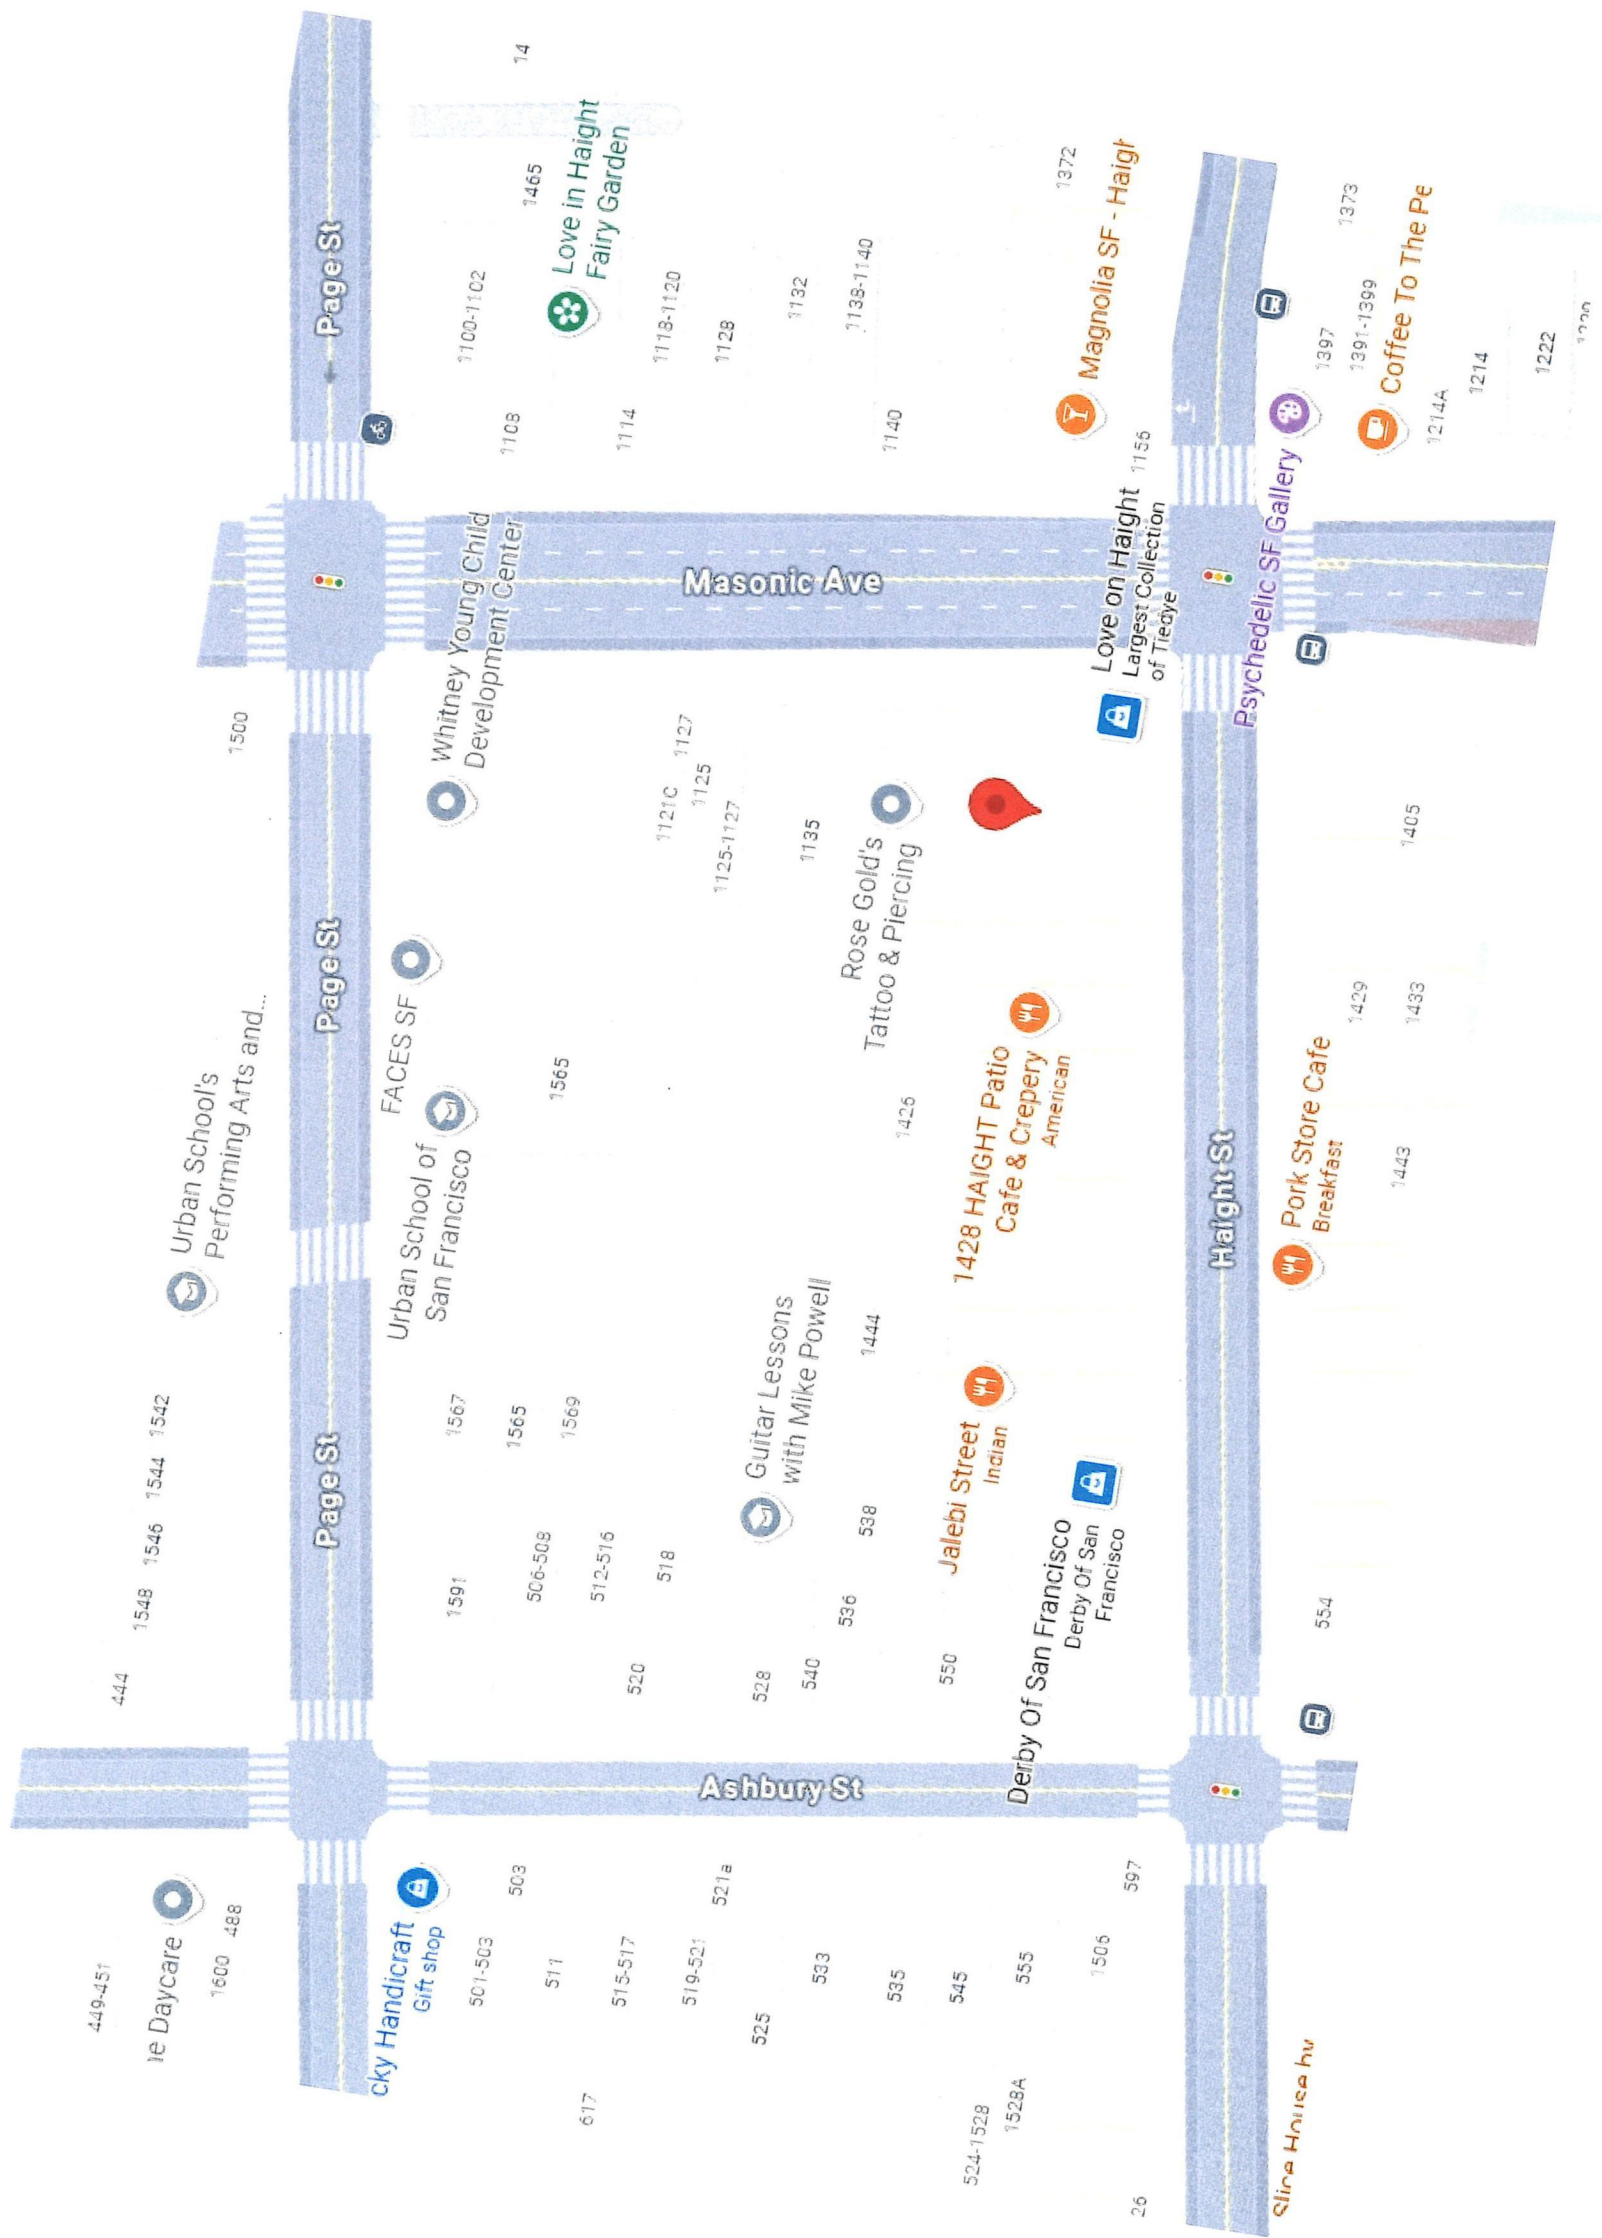 449-451
444
1548
1546
1544
1542
Urban School's
Performing Arts and...
1500
le Daycare
1600
488
Page St
Page St
Page St
Page St
cky Handicraft
Gift shop
FACES SF
Urban School of
San Francisco
Whitney Young Child
Development Center
501-503
503
1591
1567
1100-1102
1108
14
1465
511
506-508
1565
1565
1569
Love in Haight
Fairy Garden
617
515-517
512-516
520
518
1114
1118-1120
519-521
521a
1121C
1127
1125
1125-1127
1128
525
528
Ashbury St
Guitar Lessons
with Mike Powell
Masonic Ave
1132
533
540
536
538
1444
1135
1138-1140
535
Rose Gold's
Tattoo & Piercing
1426
1140
545
550
Jalebi Street
Indian
1428 HAIGHT Patio
Cafe & Crepery
American
524-1528
1528A
555
Derby Of San Francisco
Derby Of San
Francisco
1372
Magnolia SF - Haigh
1506
597
26
Love on Haight
Largest Collection
of Tiedye
1156
Haight St
Psychedelic SF Gallery
Slice House by
554
Pork Store Cafe
Breakfast
1429
1433
1443
1405
1397
1373
1391-1399
Coffee To The Pe
1214A
1214
1222